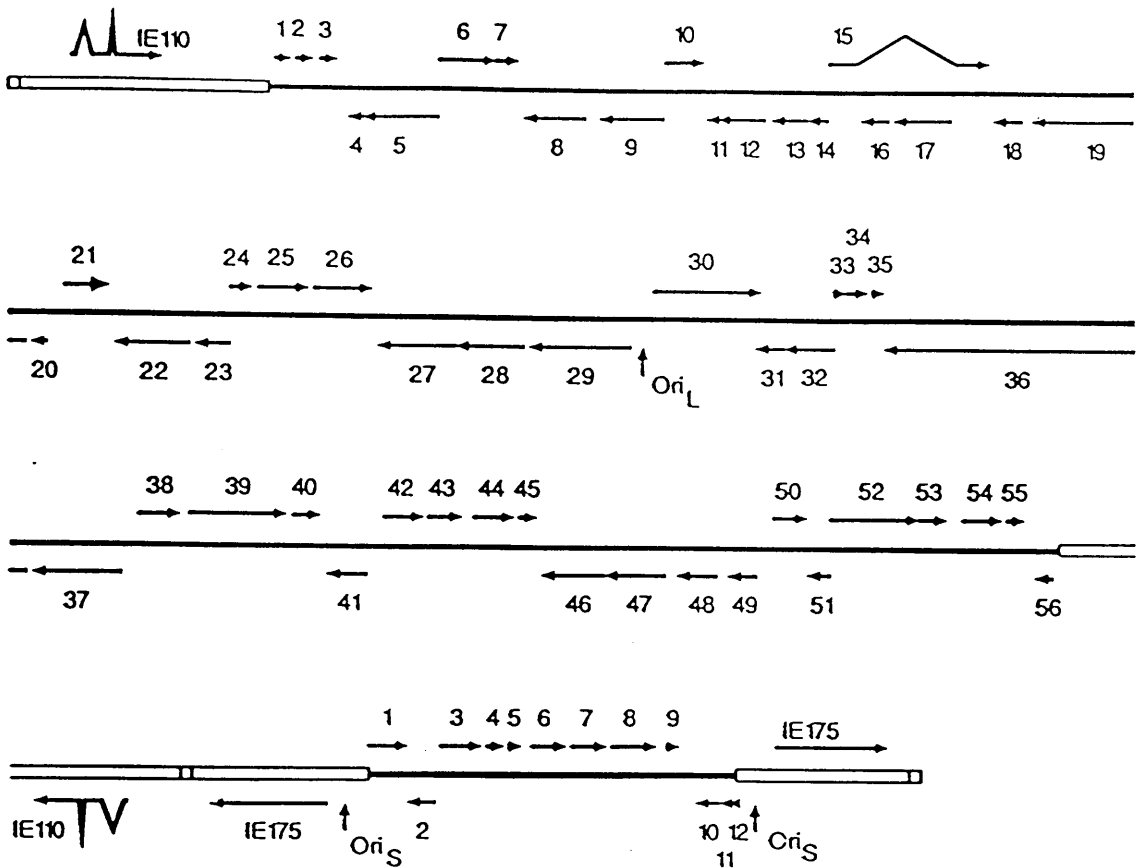 IE110 1 2 3 6 7 10 15
4 5 8 9 11 12 13 14 16 17 18 19
34
21 24 25 26 30 33 35
20 22 23 27 28 29 OriL 31 32 36
38 39 40 42 43 44 45 50 52 53 54 55
37 41 46 47 48 49 51 56
1 3 4 5 6 7 8 9 IE175
IE110 IE175 OriS 2 10 12 OriS
11